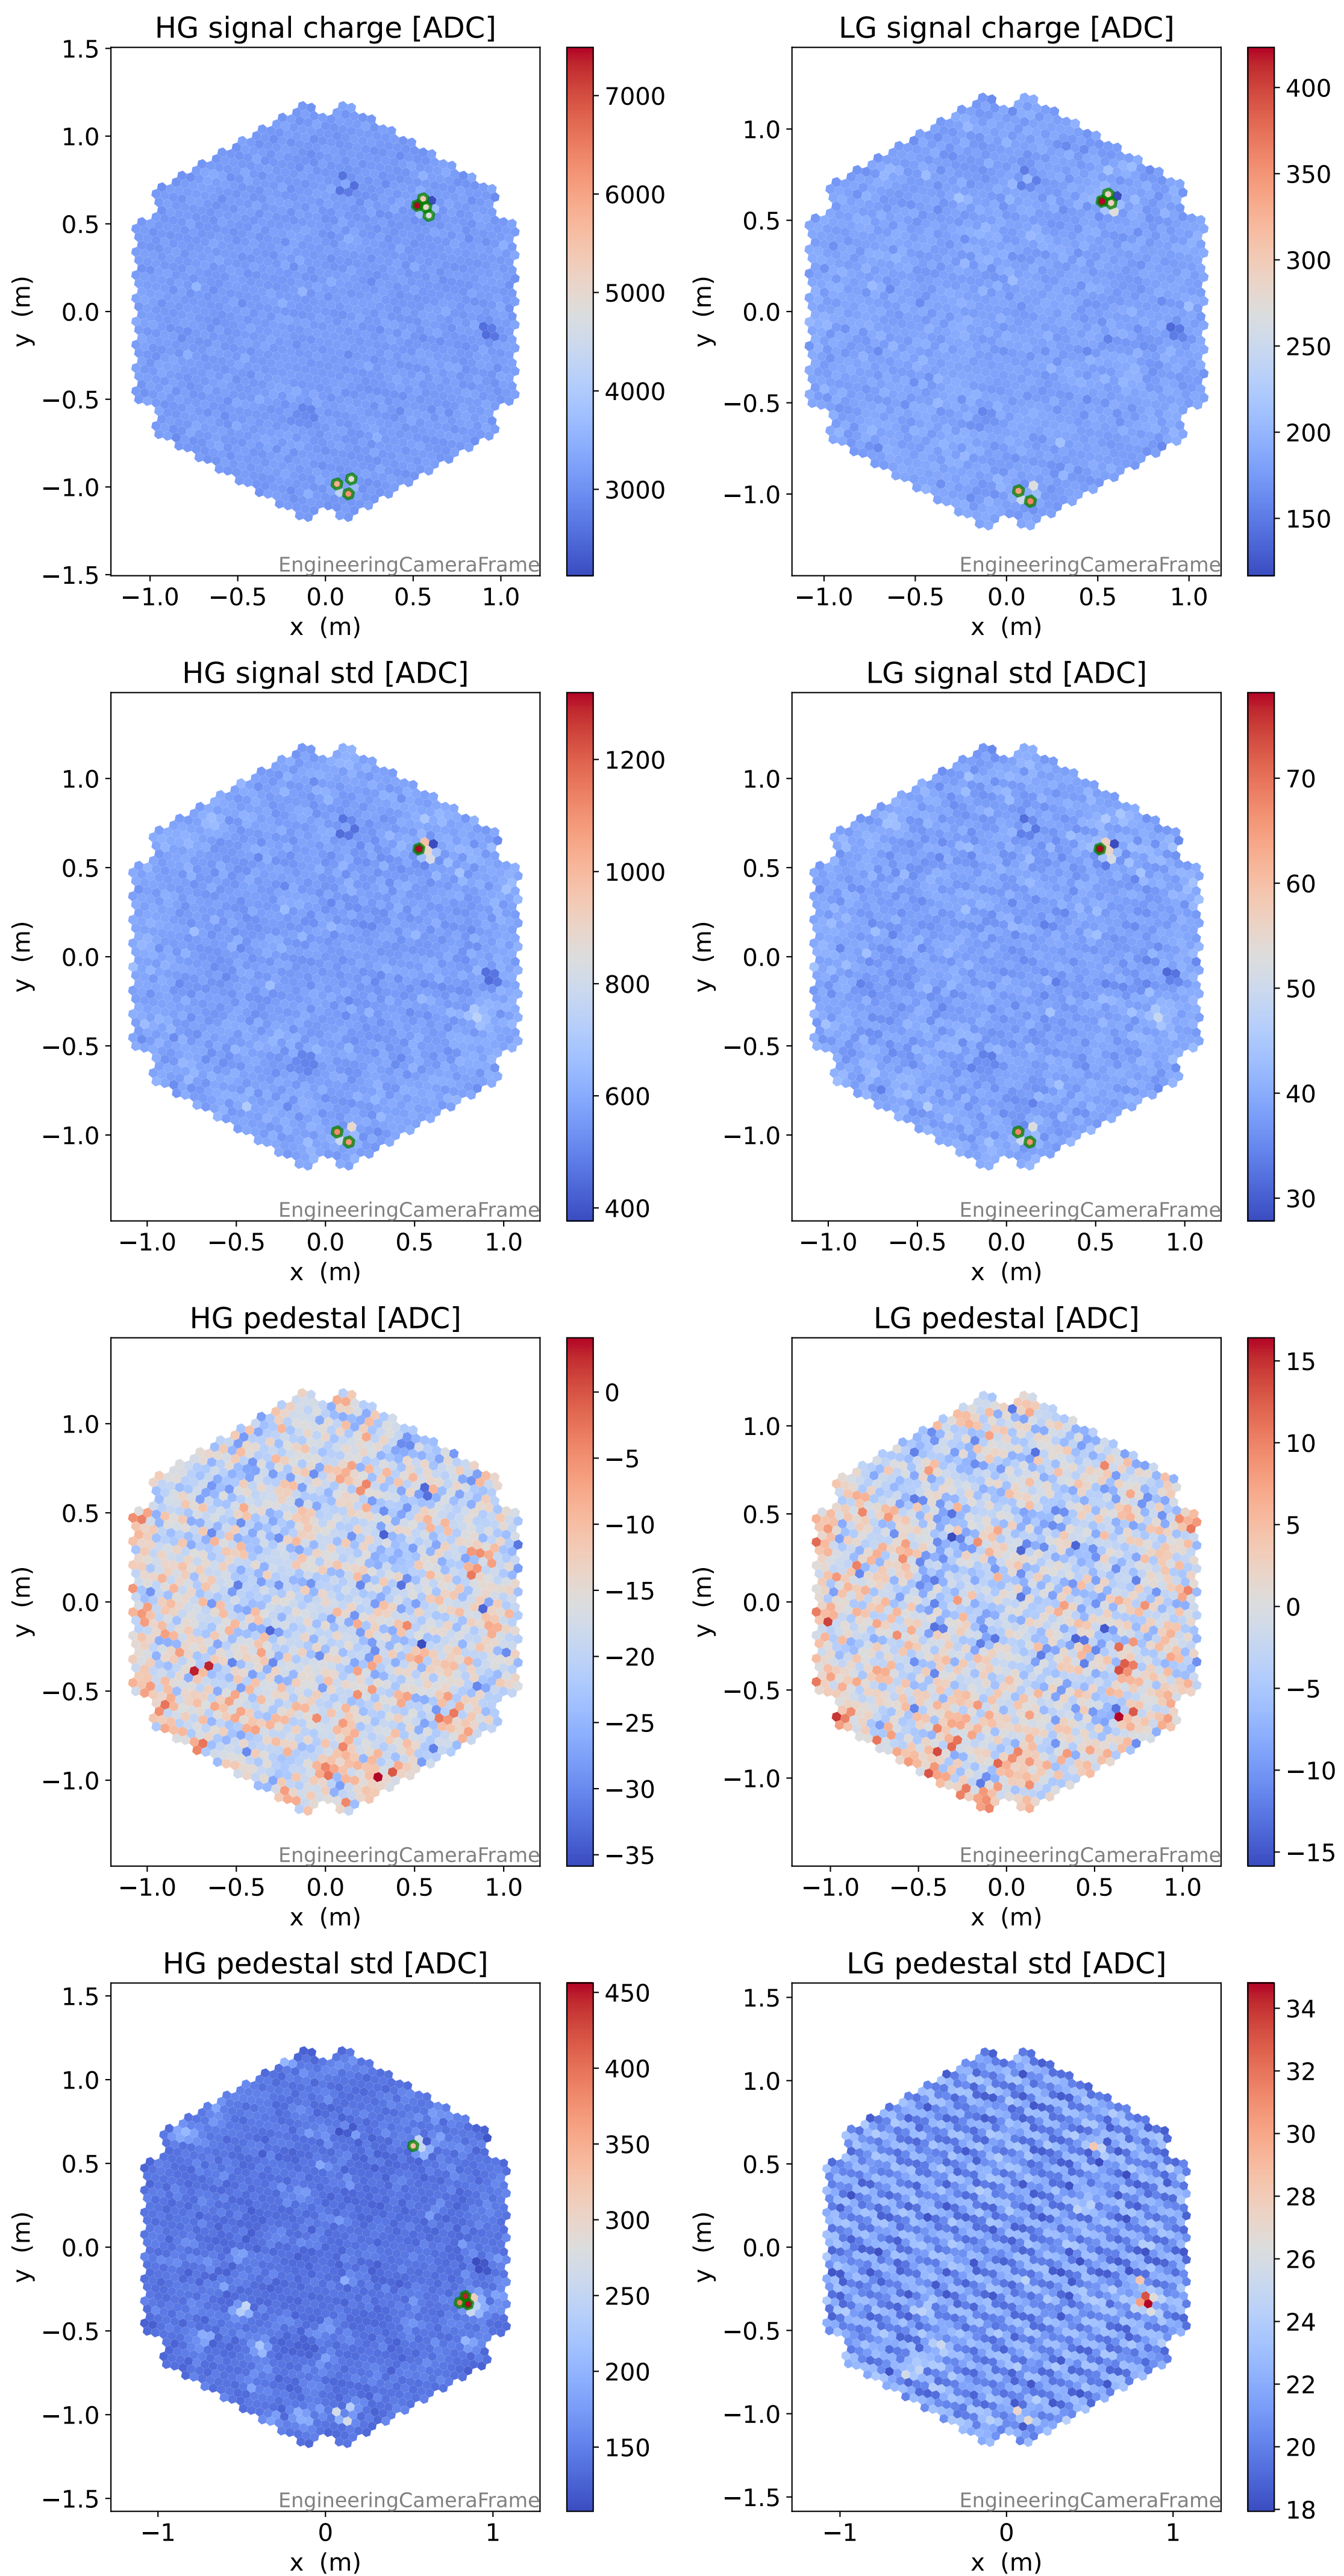 HG signal charge [ADC]
1.5
1.0
0.5
0.0
−0.5
−1.0
−1.5
y (m)
−1.0 −0.5 0.0 0.5 1.0
x (m)
EngineeringCameraFrame
7000
6000
5000
4000
3000
LG signal charge [ADC]
1.0
0.5
0.0
−0.5
−1.0
y (m)
−1.0 −0.5 0.0 0.5 1.0
x (m)
EngineeringCameraFrame
400
350
300
250
200
150
HG signal std [ADC]
1.0
0.5
0.0
−0.5
−1.0
y (m)
−1.0 −0.5 0.0 0.5 1.0
x (m)
EngineeringCameraFrame
1200
1000
800
600
400
LG signal std [ADC]
1.0
0.5
0.0
−0.5
−1.0
y (m)
−1.0 −0.5 0.0 0.5 1.0
x (m)
EngineeringCameraFrame
70
60
50
40
30
HG pedestal [ADC]
1.0
0.5
0.0
−0.5
−1.0
y (m)
−1.0 −0.5 0.0 0.5 1.0
x (m)
EngineeringCameraFrame
0
−5
−10
−15
−20
−25
−30
−35
LG pedestal [ADC]
1.0
0.5
0.0
−0.5
−1.0
y (m)
−1.0 −0.5 0.0 0.5 1.0
x (m)
EngineeringCameraFrame
15
10
5
0
−5
−10
−15
HG pedestal std [ADC]
1.5
1.0
0.5
0.0
−0.5
−1.0
−1.5
y (m)
−1 0 1
x (m)
EngineeringCameraFrame
450
400
350
300
250
200
150
LG pedestal std [ADC]
1.5
1.0
0.5
0.0
−0.5
−1.0
−1.5
y (m)
−1 0 1
x (m)
EngineeringCameraFrame
34
32
30
28
26
24
22
20
18